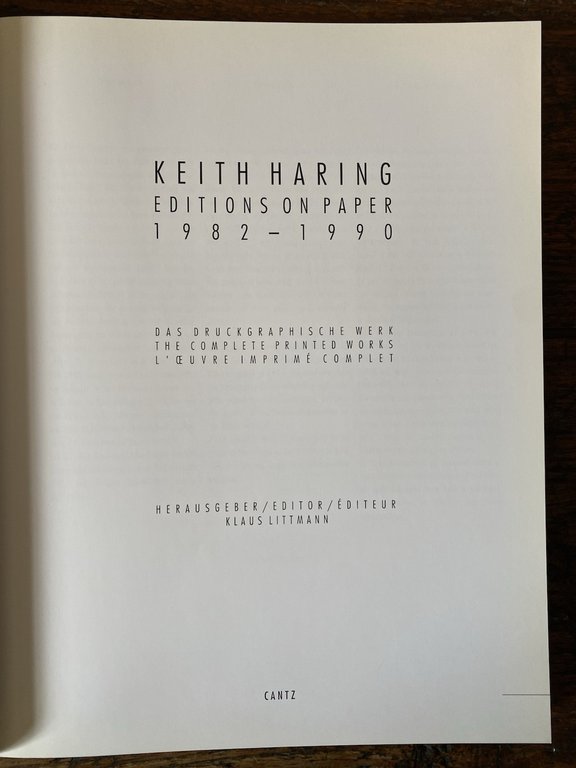 KEITH HARING
EDITIONS ON PAPER
1982–1990
DAS DRUCKGRAPHISCHE WERK
THE COMPLETE PRINTED WORKS
L'ŒUVRE IMPRIMÉ COMPLET
HERAUSGEBER/EDITOR/ÉDITEUR
KLAUS LITTMANN
CANTZ